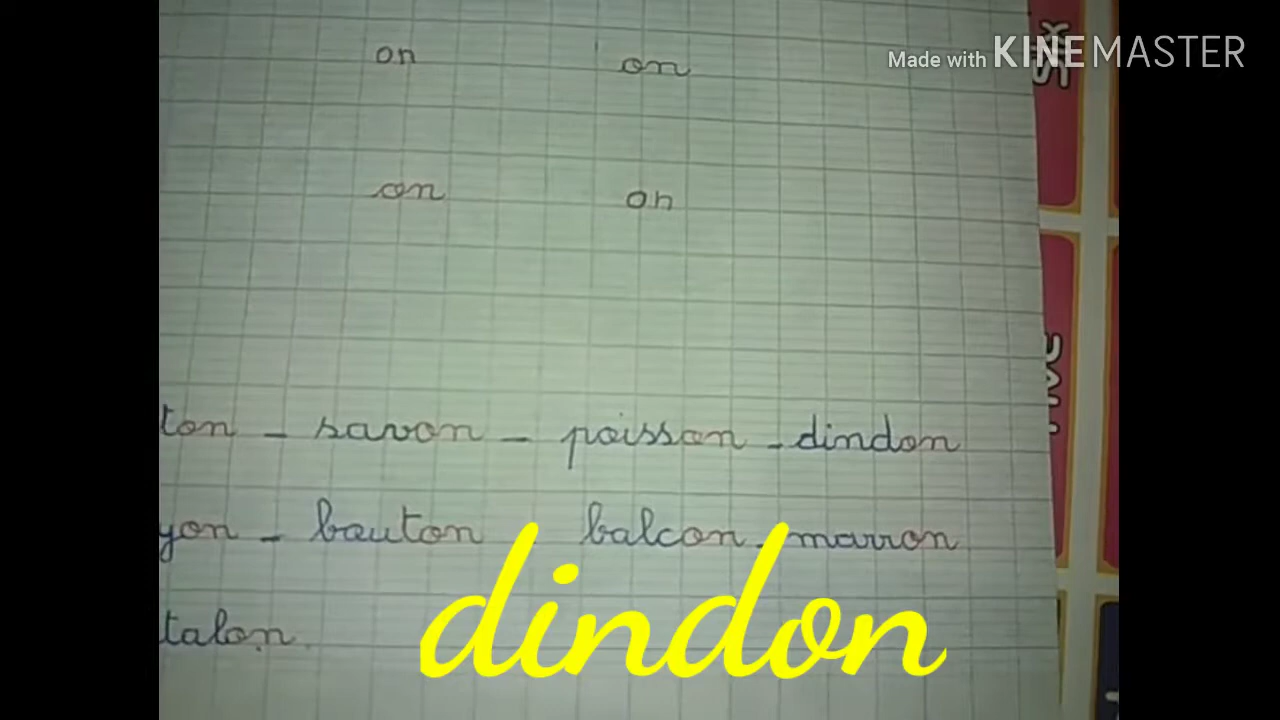 Made with KINEMASTER
on on
on on
ton - savon - poisson - dindon
yon - bouton balcon - marron
talon.
dindon